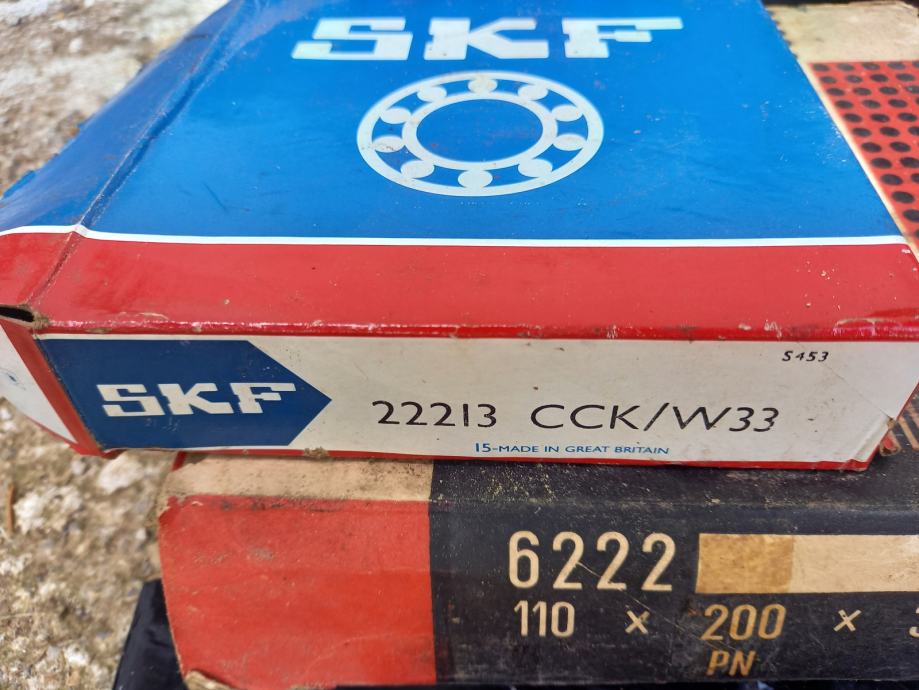 SKF
S453
SKF
22213 CCK/W33
15-MADE IN GREAT BRITAIN
6222
110 x 200 x
PN